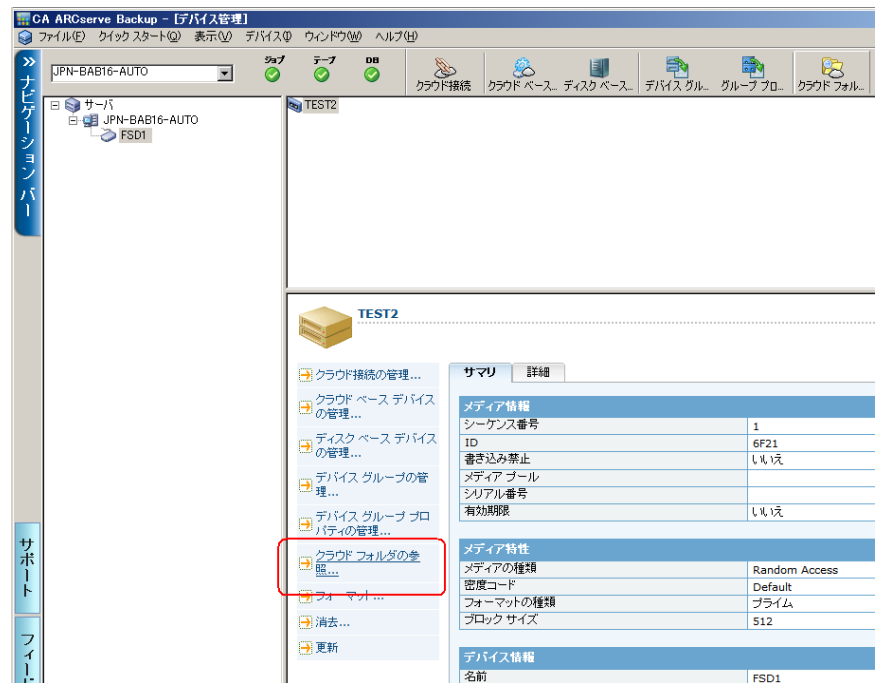 CA ARCserve Backup - [デバイス管理]
ファイル(F) クイック スタート(Q) 表示(V) デバイス(I) ウィンドウ(W) ヘルプ(H)
JPN-BAB16-AUTO
ジョブ テープ DB
クラウド接続 クラウド ベース... ディスク ベース... デバイス グル... グループ プロ... クラウド フォル...
ナビゲーション バー
サーバ
JPN-BAB16-AUTO
FSD1
TEST2
TEST2
クラウド接続の管理...
クラウド ベース デバイス
の管理...
ディスク ベース デバイス
の管理...
デバイス グループの管
理...
デバイス グループ プロ
パティの管理...
クラウド フォルダの参
照...
フォーマット...
消去...
更新
サマリ 詳細
メディア情報
シーケンス番号 1
ID 6F21
書き込み禁止 いいえ
メディア プール
シリアル番号
有効期限 いいえ
メディア特性
メディアの種類 Random Access
密度コード Default
フォーマットの種類 プライム
ブロック サイズ 512
デバイス情報
名前 FSD1
サポート
フィー